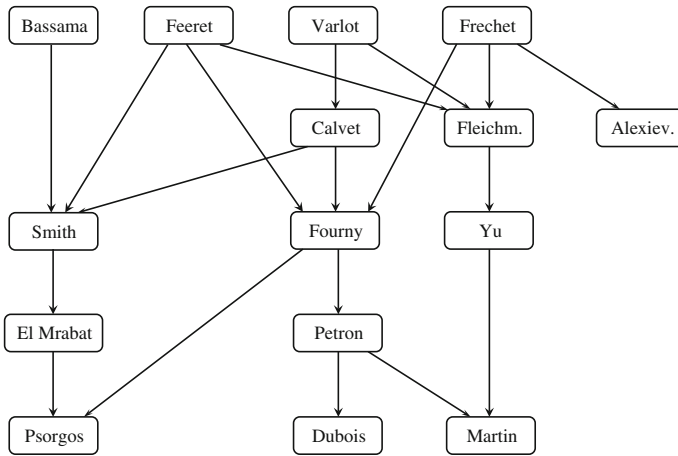 Bassama
Feeret
Varlot
Frechet
Calvet
Fleichm.
Alexiev.
Smith
Fourny
Yu
El Mrabat
Petron
Psorgos
Dubois
Martin